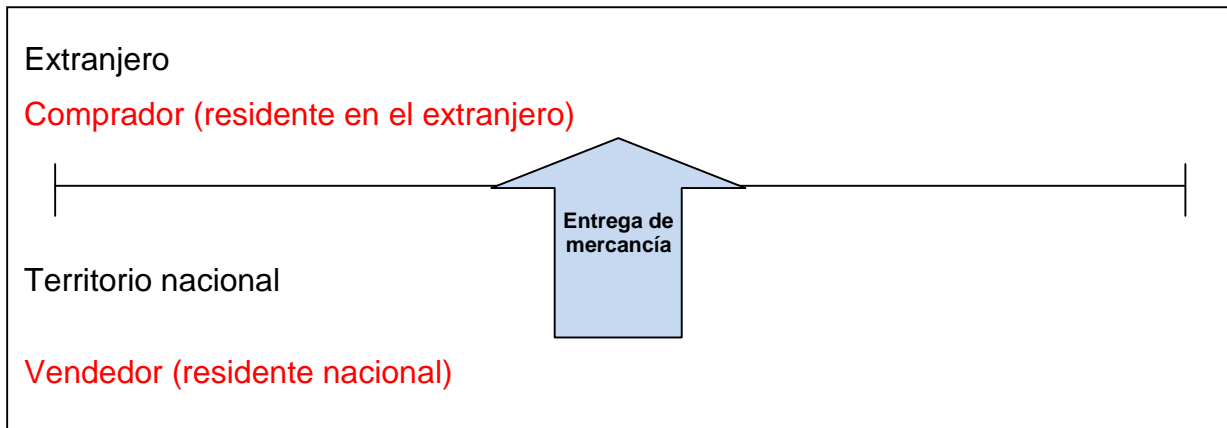 Extranjero
Comprador (residente en el extranjero)
Entrega de
mercancía
Territorio nacional
Vendedor (residente nacional)